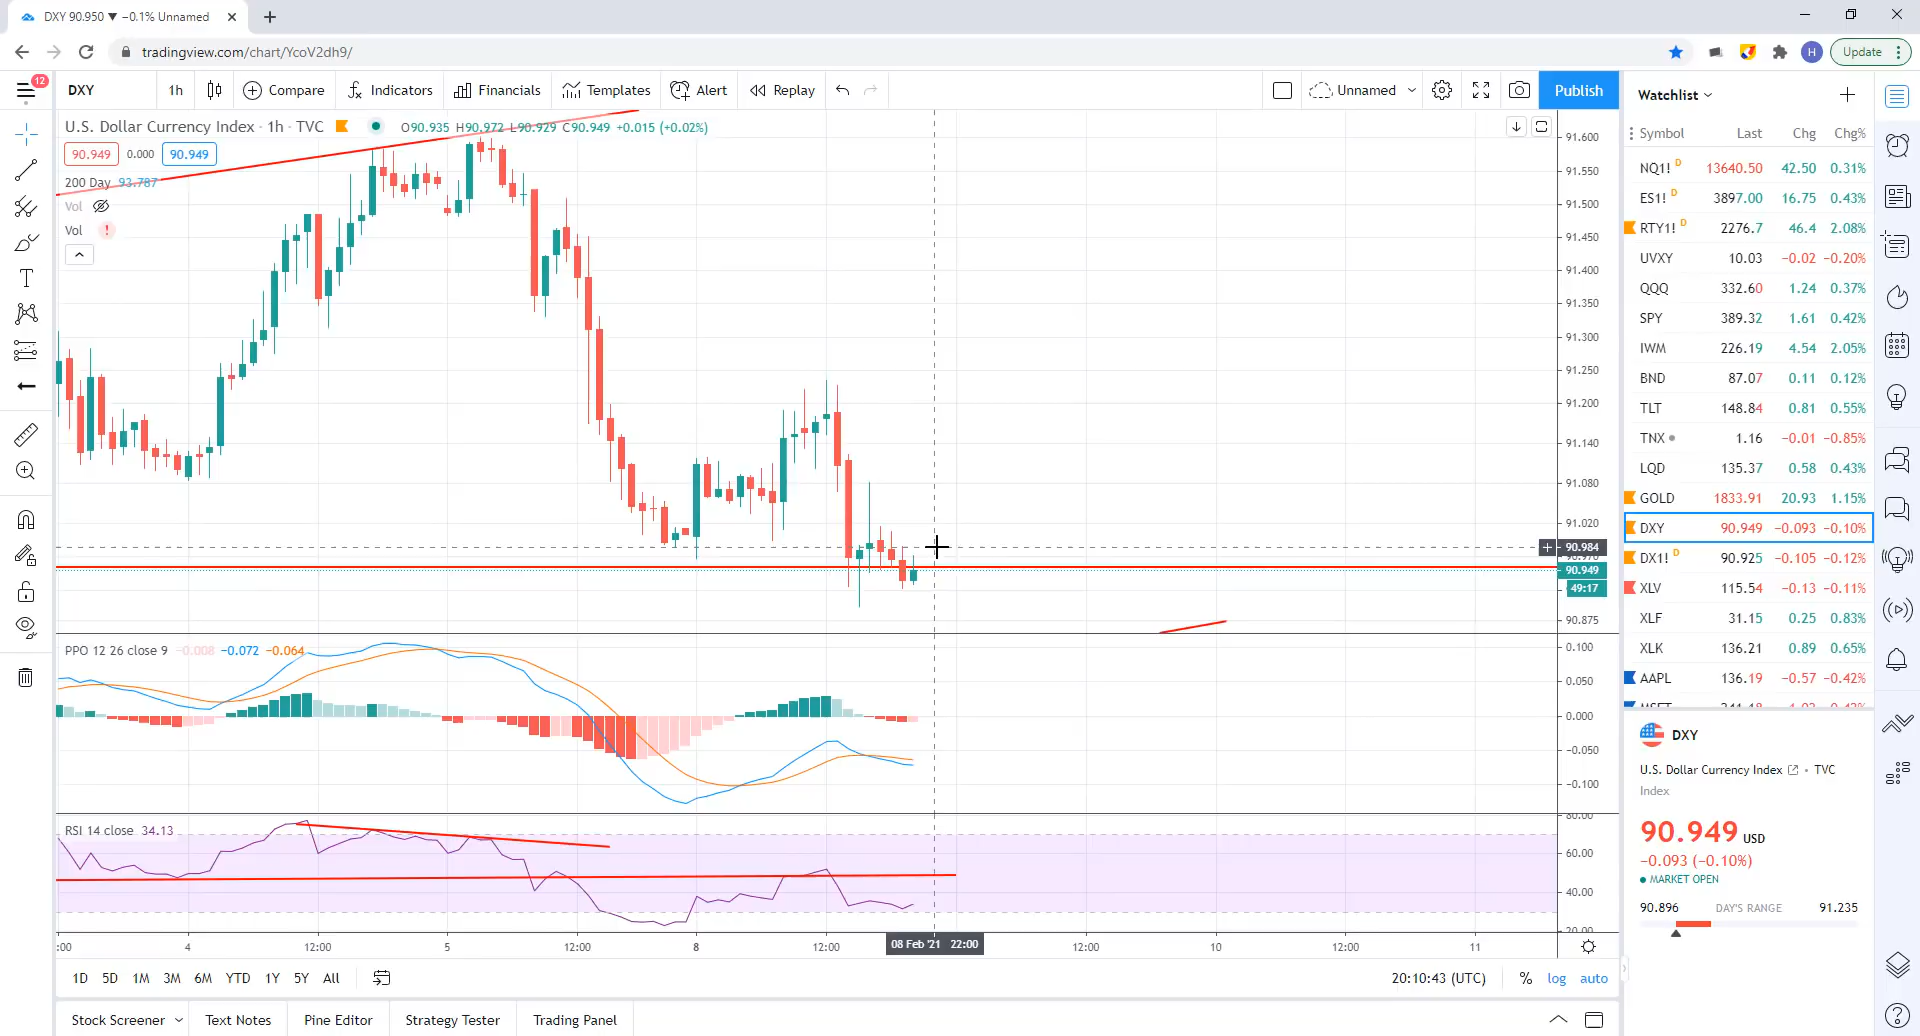 DXY 90.950 ▼ −0.1% Unnamed
tradingview.com/chart/YcoV2dh9/
H
Update
12
DXY
1h
Compare
Indicators
Financials
Templates
Alert
Replay
Unnamed
Publish
U.S. Dollar Currency Index · 1h · TVC
O90.935 H90.972 L90.929 C90.949 +0.015 (+0.02%)
90.949 0.000 90.949
200 Day 93.787
Vol
Vol !
91.600
91.550
91.500
91.450
91.400
91.350
91.300
91.250
91.200
91.140
91.080
91.020
90.984
90.949
49:17
90.875
PPO 12 26 close 9 −0.008 −0.072 −0.064
0.100
0.050
0.000
−0.050
−0.100
RSI 14 close 34.13
80.00
60.00
40.00
20.00
:00 4 12:00 5 12:00 8 12:00 08 Feb '21 22:00 12:00 10 12:00 11
1D 5D 1M 3M 6M YTD 1Y 5Y All
20:10:43 (UTC) % log auto
Stock Screener Text Notes Pine Editor Strategy Tester Trading Panel
Watchlist
Symbol Last Chg Chg%
NQ1! D 13640.50 42.50 0.31%
ES1! D 3897.00 16.75 0.43%
RTY1! D 2276.7 46.4 2.08%
UVXY 10.03 −0.02 −0.20%
QQQ 332.60 1.24 0.37%
SPY 389.32 1.61 0.42%
IWM 226.19 4.54 2.05%
BND 87.07 0.11 0.12%
TLT 148.84 0.81 0.55%
TNX 1.16 −0.01 −0.85%
LQD 135.37 0.58 0.43%
GOLD 1833.91 20.93 1.15%
DXY 90.949 −0.093 −0.10%
DX1! D 90.925 −0.105 −0.12%
XLV 115.54 −0.13 −0.11%
XLF 31.15 0.25 0.83%
XLK 136.21 0.89 0.65%
AAPL 136.19 −0.57 −0.42%
DXY
U.S. Dollar Currency Index • TVC
Index
90.949 USD
−0.093 (−0.10%)
MARKET OPEN
90.896 DAY'S RANGE 91.235